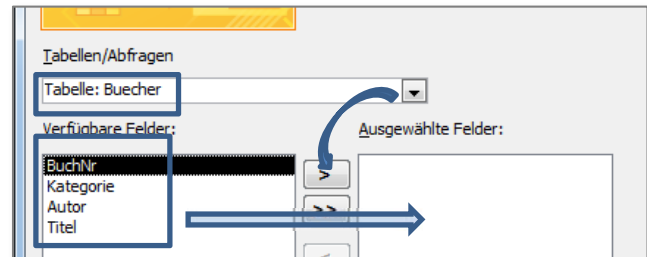 Tabellen/Abfragen
Tabelle: Buecher
Verfügbare Felder:
Ausgewählte Felder:
BuchNr
Kategorie
Autor
Titel
>
>>
<